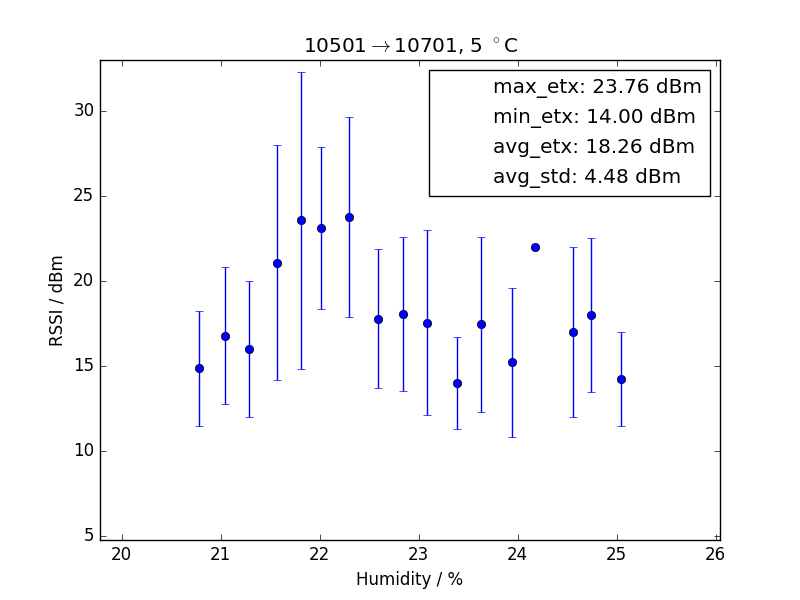 10501→10701, 5 °C
max_etx: 23.76 dBm
min_etx: 14.00 dBm
avg_etx: 18.26 dBm
avg_std: 4.48 dBm
RSSI / dBm
30
25
20
15
10
5
20 21 22 23 24 25 26
Humidity / %